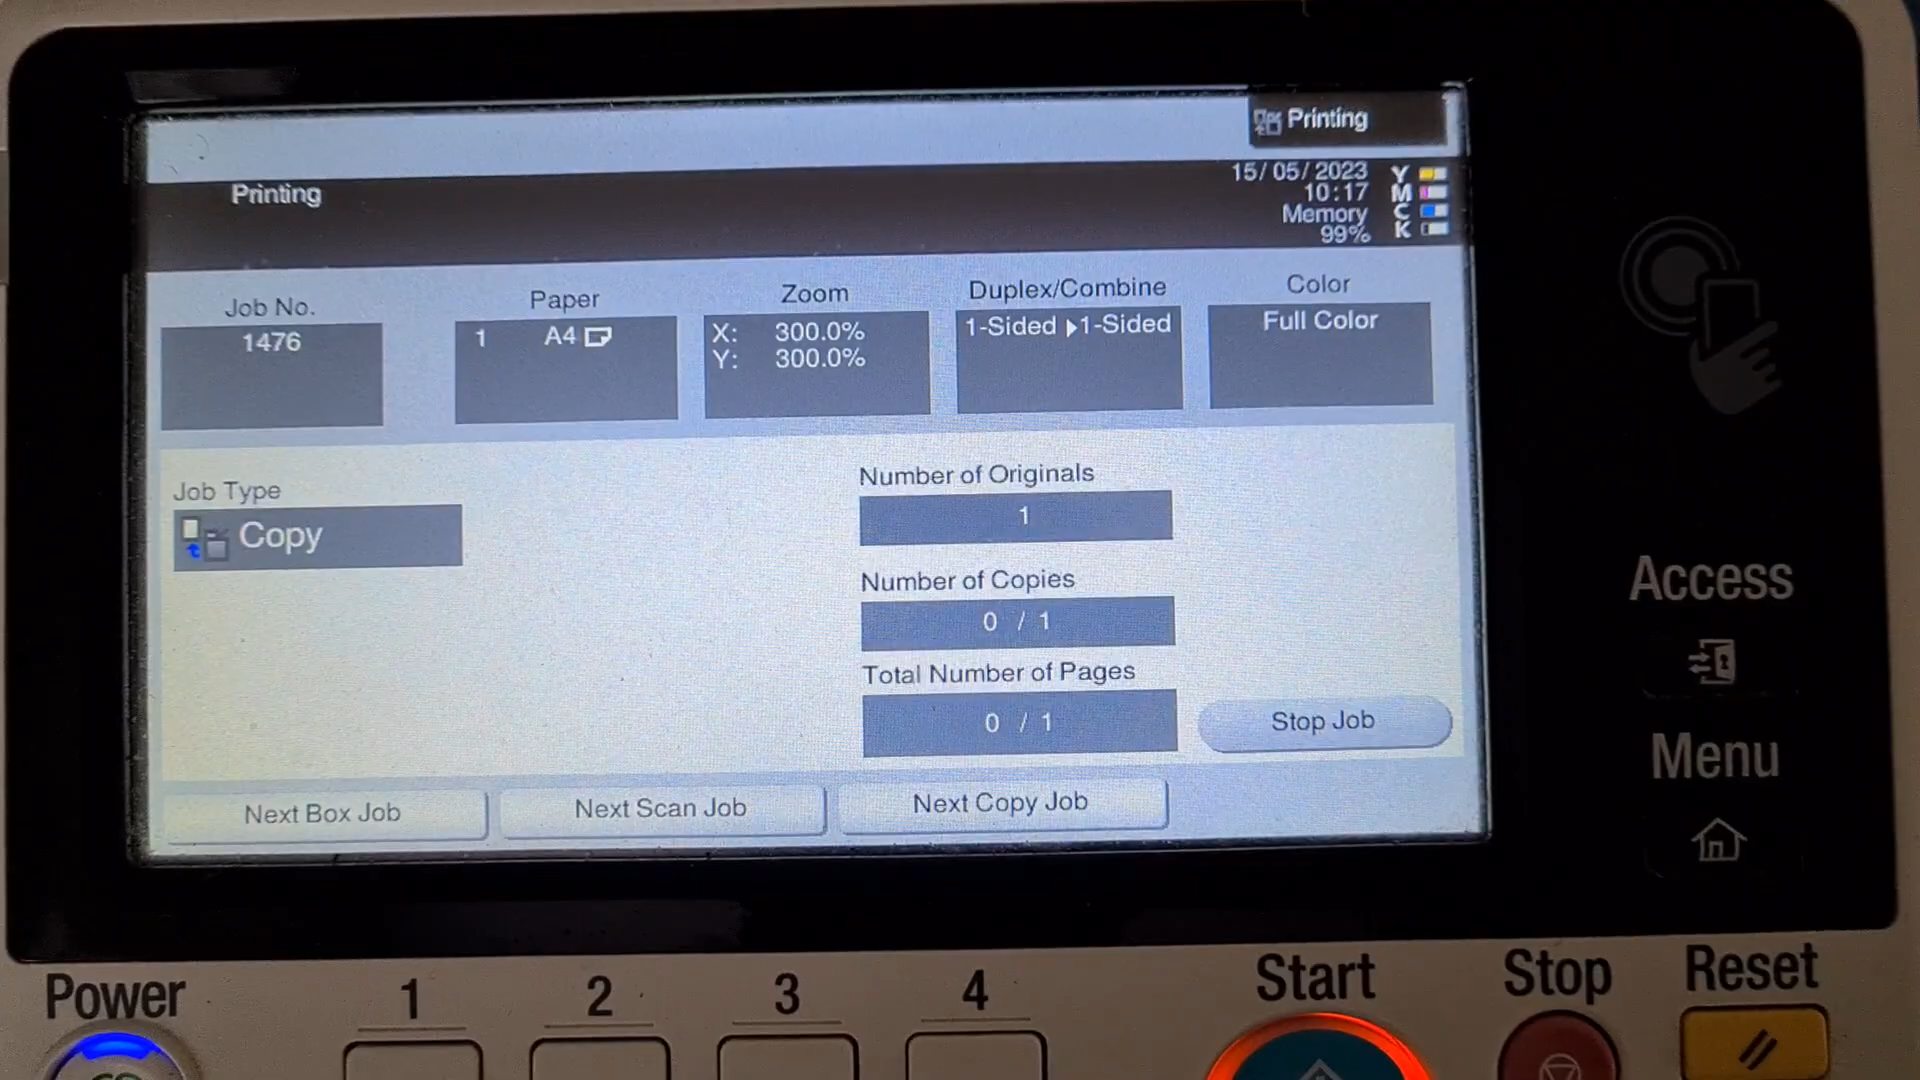 Printing
Printing
15/05/2023
10:17
Memory
99%
Y
M
C
K
Job No.
1476
Paper
1 A4
Zoom
X: 300.0%
Y: 300.0%
Duplex/Combine
1-Sided ▶1-Sided
Color
Full Color
Job Type
Copy
Number of Originals
1
Number of Copies
0 / 1
Total Number of Pages
0 / 1
Stop Job
Next Box Job
Next Scan Job
Next Copy Job
Access
Menu
Power
1
2
3
4
Start
Stop
Reset